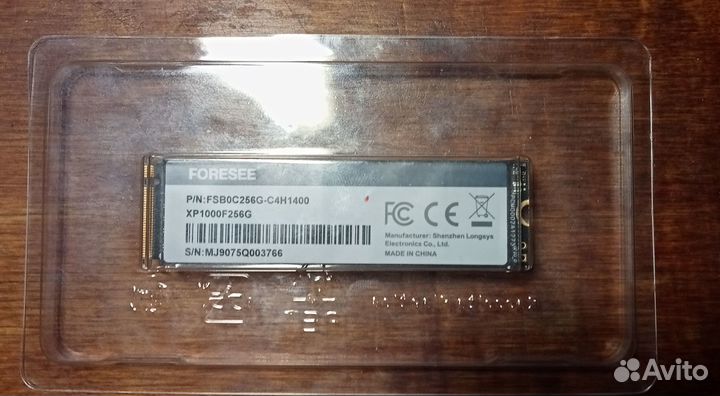 FORESEE
P/N:FSB0C256G-C4H1400
XP1000F256G
S/N:MJ9075Q003766
FC CE
Manufacturer: Shenzhen Longsys
Electronics Co., Ltd.
MADE IN CHINA
Avito